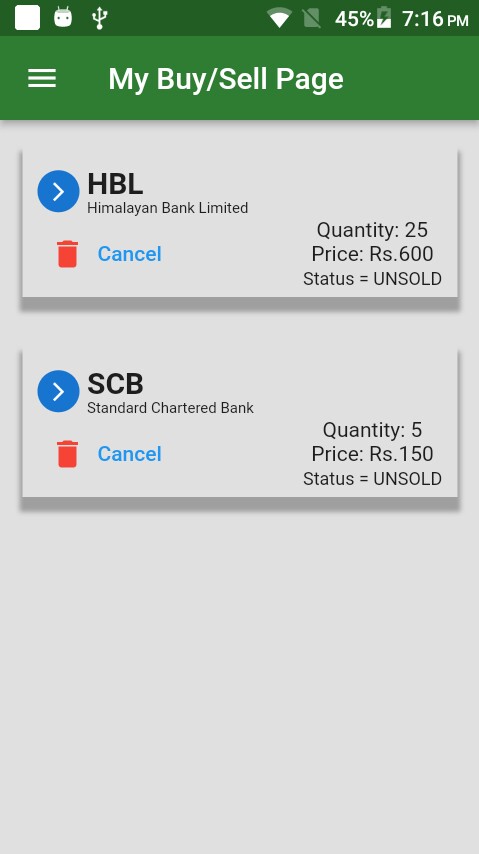 45% 7:16 PM
My Buy/Sell Page
HBL
Himalayan Bank Limited
Quantity: 25
Cancel
Price: Rs.600
Status = UNSOLD
SCB
Standard Chartered Bank
Quantity: 5
Cancel
Price: Rs.150
Status = UNSOLD